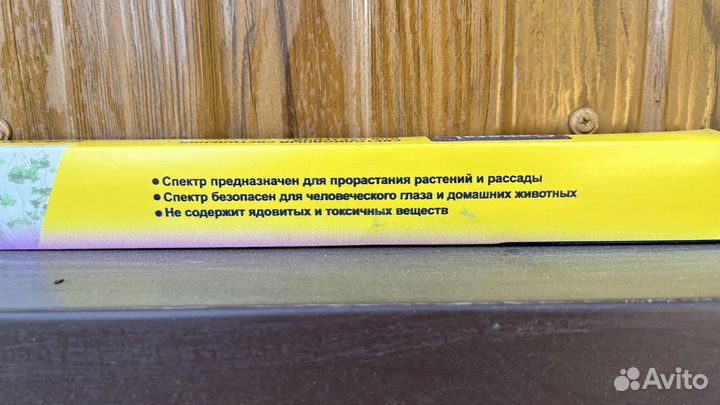 ● Спектр предназначен для прорастания растений и рассады
● Спектр безопасен для человеческого глаза и домашних животных
● Не содержит ядовитых и токсичных веществ
Avito